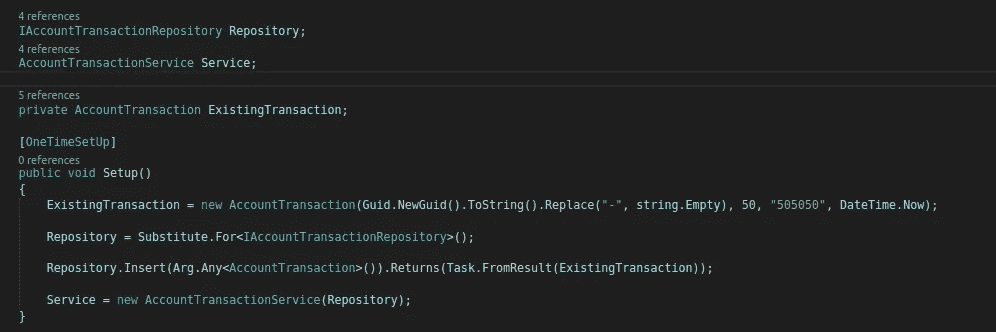 4 references
IAccountTransactionRepository Repository;
4 references
AccountTransactionService Service;
5 references
private AccountTransaction ExistingTransaction;
[OneTimeSetUp]
0 references
public void Setup()
{
ExistingTransaction = new AccountTransaction(Guid.NewGuid().ToString().Replace("-", string.Empty), 50, "505050", DateTime.Now);
Repository = Substitute.For<IAccountTransactionRepository>();
Repository.Insert(Arg.Any<AccountTransaction>()).Returns(Task.FromResult(ExistingTransaction));
Service = new AccountTransactionService(Repository);
}